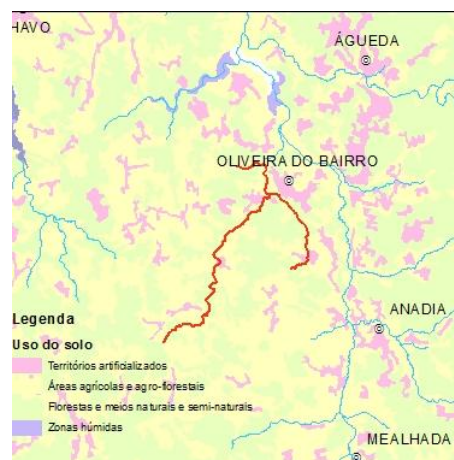 HAVO
ÁGUEDA
OLIVEIRA DO BAIRRO
ANADIA
Legenda
Uso do solo
Territórios artificializados
Áreas agrícolas e agro-florestais
Florestas e meios naturais e semi-naturais
Zonas húmidas
MEALHADA